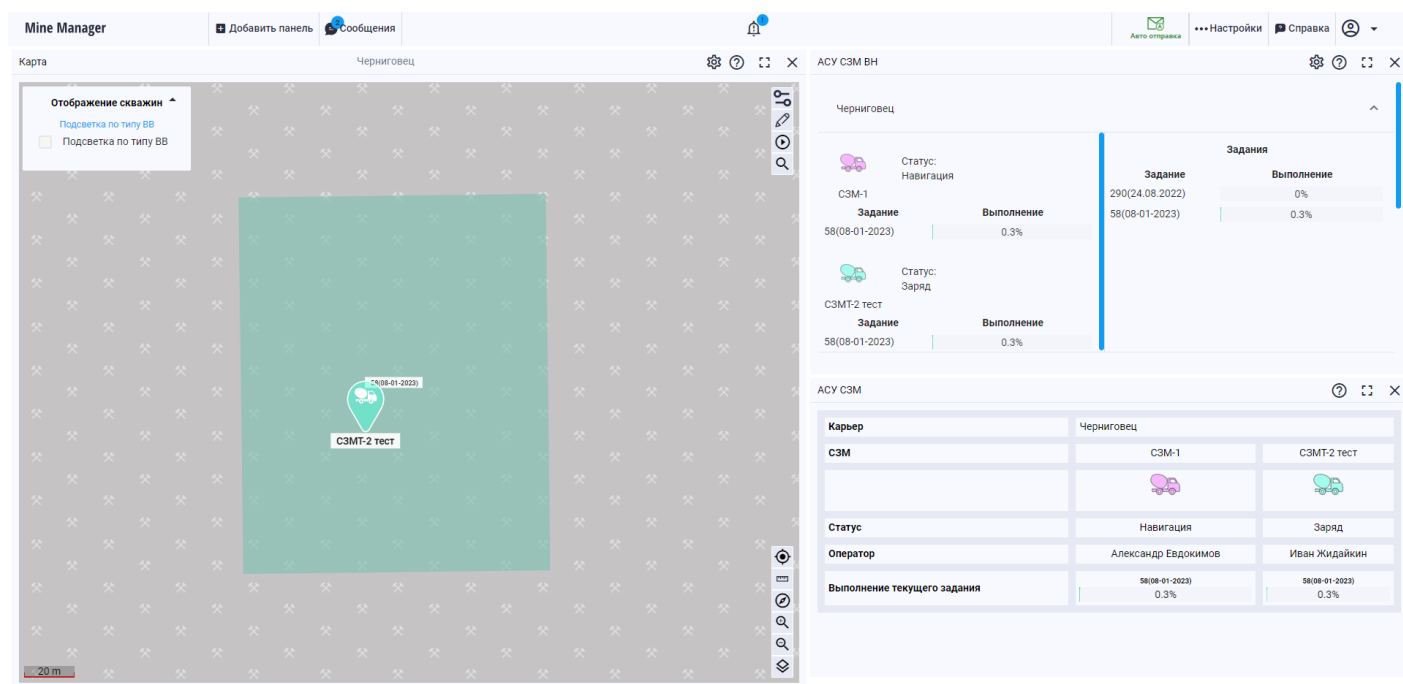 Mine Manager
Добавить панель
2
Сообщения
Авто отправка
Настройки
Справка
Карта
Черниговец
Отображение скважин
Подсветка по типу ВВ
Подсветка по типу ВВ
58(08-01-2023)
СЗМТ-2 тест
20 m
АСУ СЗМ ВН
Черниговец
Статус:
Навигация
СЗМ-1
Задание Выполнение
58(08-01-2023) 0.3%
Статус:
Заряд
СЗМТ-2 тест
Задание Выполнение
58(08-01-2023) 0.3%
Задания
Задание Выполнение
290(24.08.2022) 0%
58(08-01-2023) 0.3%
АСУ СЗМ
Карьер Черниговец
СЗМ СЗМ-1 СЗМТ-2 тест
Статус Навигация Заряд
Оператор Александр Евдокимов Иван Жидайкин
Выполнение текущего задания
58(08-01-2023) 58(08-01-2023)
0.3% 0.3%